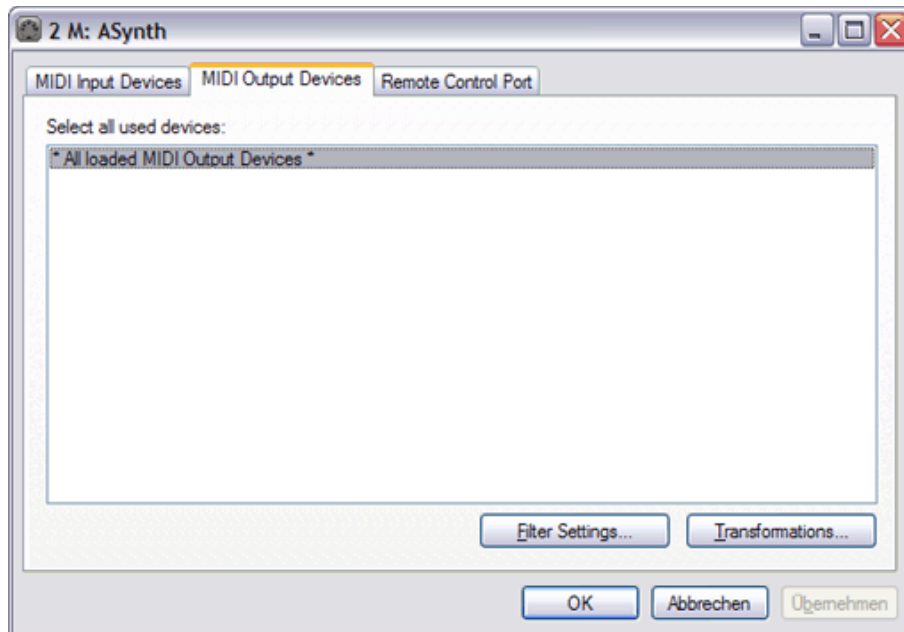 2 M: ASynth
MIDI Input Devices MIDI Output Devices Remote Control Port
Select all used devices:
* All loaded MIDI Output Devices *
Filter Settings... Transformations...
OK Abbrechen Übernehmen